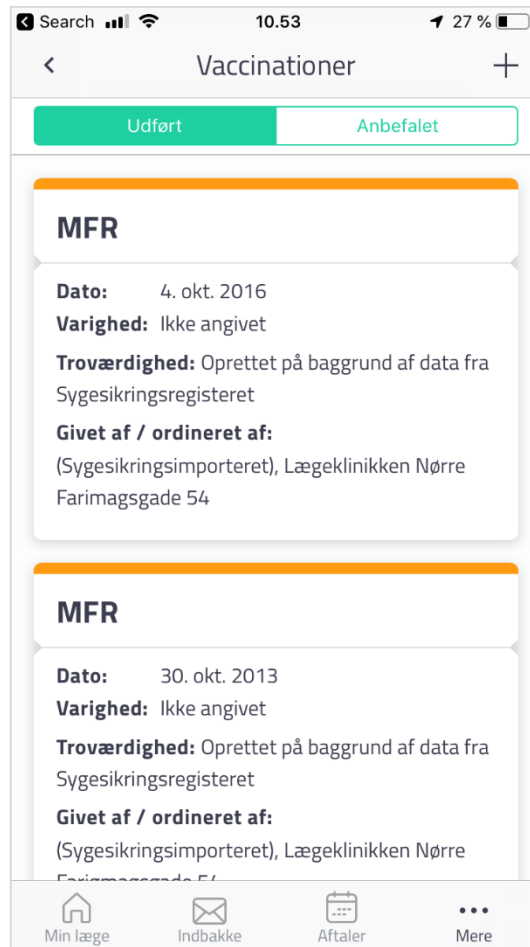 Search 10.53 27 %
Vaccinationer
Udført Anbefalet
MFR
Dato: 4. okt. 2016
Varighed: Ikke angivet
Troværdighed: Oprettet på baggrund af data fra
Sygesikringsregisteret
Givet af / ordineret af:
(Sygesikringsimporteret), Lægeklinikken Nørre
Farimagsgade 54
MFR
Dato: 30. okt. 2013
Varighed: Ikke angivet
Troværdighed: Oprettet på baggrund af data fra
Sygesikringsregisteret
Givet af / ordineret af:
(Sygesikringsimporteret), Lægeklinikken Nørre
Farigmagsgade 54
Min læge Indbakke Aftaler Mere